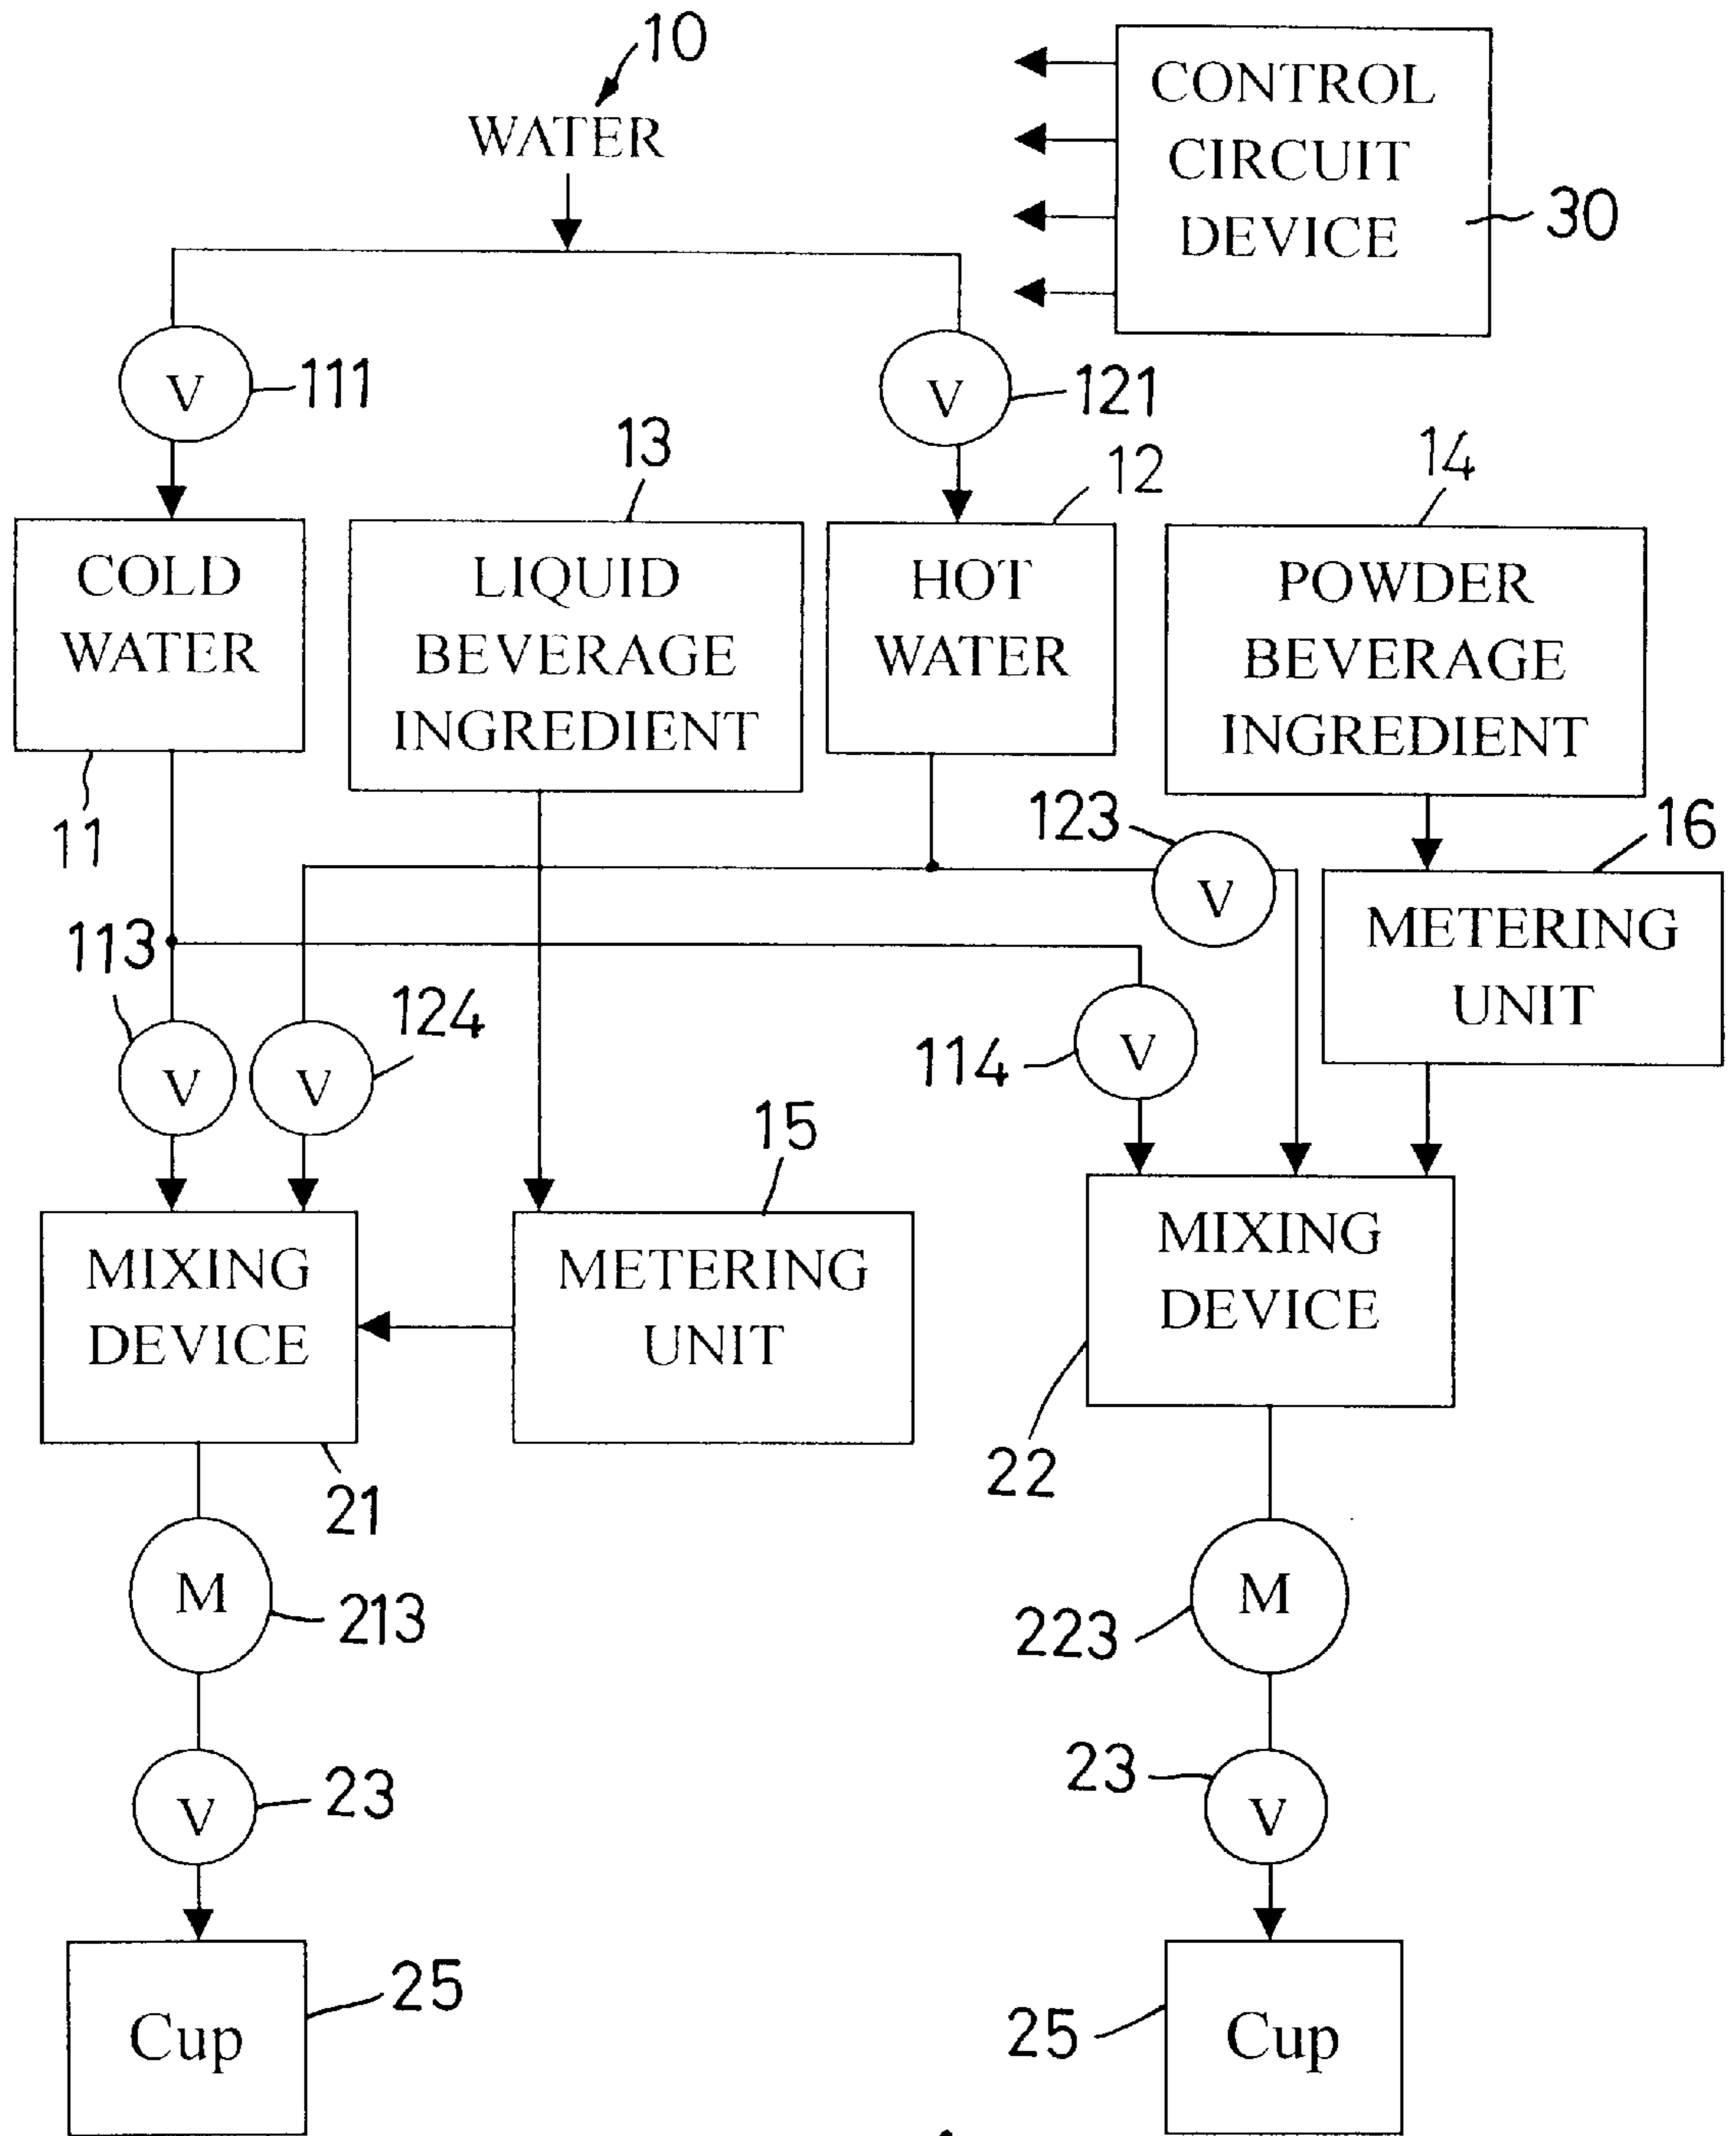 10
WATER
CONTROL
CIRCUIT
DEVICE
30
V
111
V
121
13
12
14
COLD
WATER
LIQUID
BEVERAGE
INGREDIENT
HOT
WATER
POWDER
BEVERAGE
INGREDIENT
11
123
V
16
METERING
UNIT
113
V
124
V
114
V
15
MIXING
DEVICE
METERING
UNIT
MIXING
DEVICE
21
22
M
213
223
M
V
23
23
V
Cup
25
25
Cup